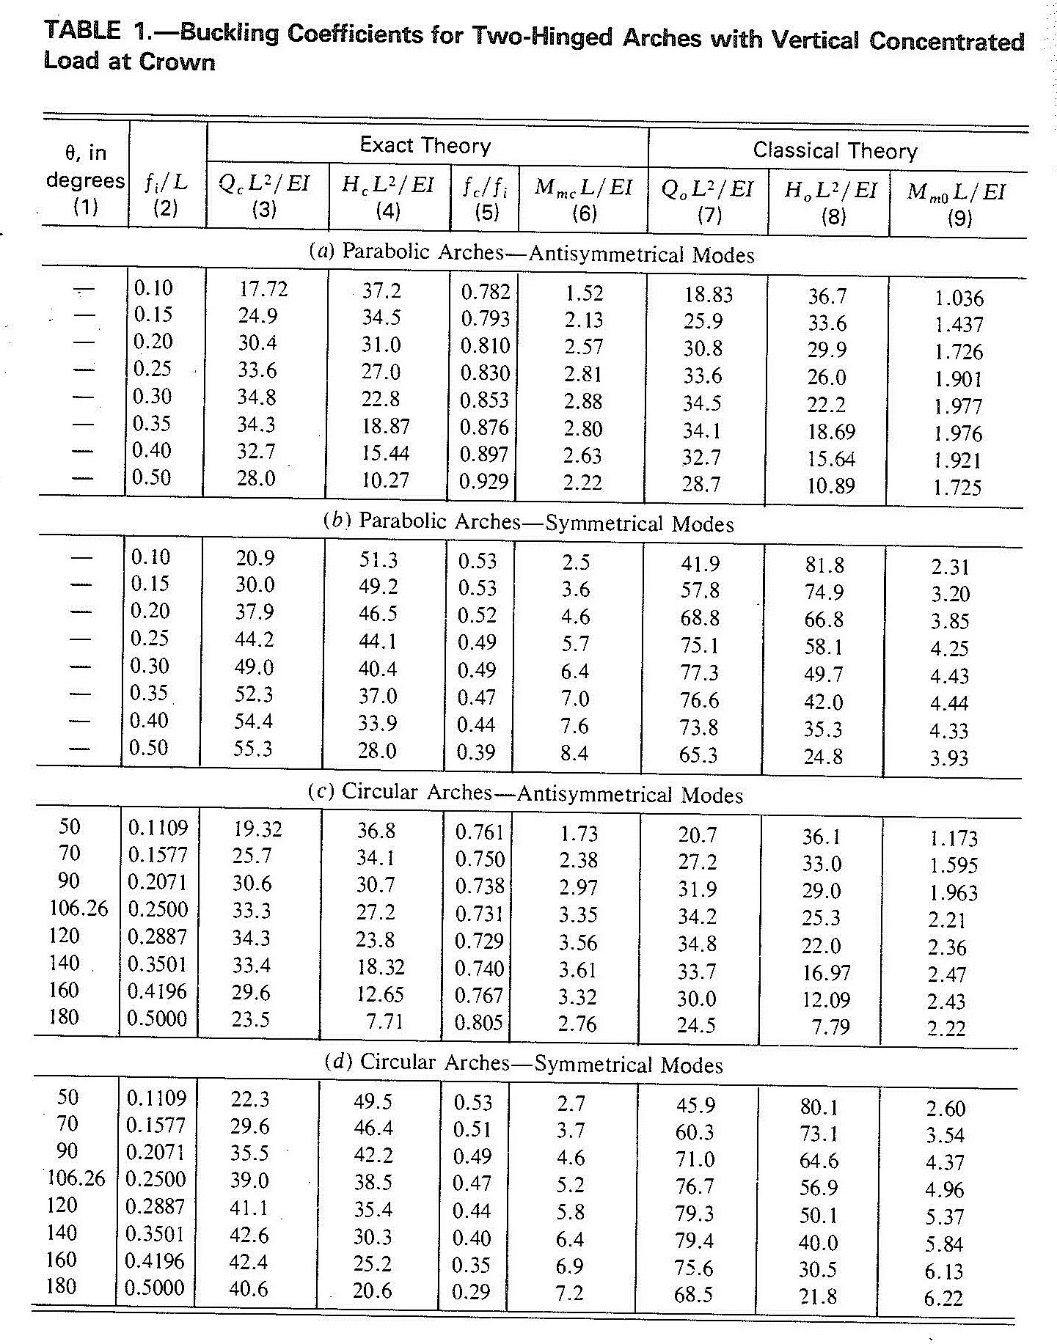 TABLE 1.—Buckling Coefficients for Two-Hinged Arches with Vertical Concentrated
Load at Crown
Exact Theory Classical Theory
θ, in
degrees f_i/L Q_c L²/EI H_c L²/EI f_c/f_i M_mc L/EI Q_o L²/EI H_o L²/EI M_m0 L/EI
(1) (2) (3) (4) (5) (6) (7) (8) (9)
(a) Parabolic Arches—Antisymmetrical Modes
— 0.10 17.72 37.2 0.782 1.52 18.83 36.7 1.036
— 0.15 24.9 34.5 0.793 2.13 25.9 33.6 1.437
— 0.20 30.4 31.0 0.810 2.57 30.8 29.9 1.726
— 0.25 33.6 27.0 0.830 2.81 33.6 26.0 1.901
— 0.30 34.8 22.8 0.853 2.88 34.5 22.2 1.977
— 0.35 34.3 18.87 0.876 2.80 34.1 18.69 1.976
— 0.40 32.7 15.44 0.897 2.63 32.7 15.64 1.921
— 0.50 28.0 10.27 0.929 2.22 28.7 10.89 1.725
(b) Parabolic Arches—Symmetrical Modes
— 0.10 20.9 51.3 0.53 2.5 41.9 81.8 2.31
— 0.15 30.0 49.2 0.53 3.6 57.8 74.9 3.20
— 0.20 37.9 46.5 0.52 4.6 68.8 66.8 3.85
— 0.25 44.2 44.1 0.49 5.7 75.1 58.1 4.25
— 0.30 49.0 40.4 0.49 6.4 77.3 49.7 4.43
— 0.35 52.3 37.0 0.47 7.0 76.6 42.0 4.44
— 0.40 54.4 33.9 0.44 7.6 73.8 35.3 4.33
— 0.50 55.3 28.0 0.39 8.4 65.3 24.8 3.93
(c) Circular Arches—Antisymmetrical Modes
50 0.1109 19.32 36.8 0.761 1.73 20.7 36.1 1.173
70 0.1577 25.7 34.1 0.750 2.38 27.2 33.0 1.595
90 0.2071 30.6 30.7 0.738 2.97 31.9 29.0 1.963
106.26 0.2500 33.3 27.2 0.731 3.35 34.2 25.3 2.21
120 0.2887 34.3 23.8 0.729 3.56 34.8 22.0 2.36
140 0.3501 33.4 18.32 0.740 3.61 33.7 16.97 2.47
160 0.4196 29.6 12.65 0.767 3.32 30.0 12.09 2.43
180 0.5000 23.5 7.71 0.805 2.76 24.5 7.79 2.22
(d) Circular Arches—Symmetrical Modes
50 0.1109 22.3 49.5 0.53 2.7 45.9 80.1 2.60
70 0.1577 29.6 46.4 0.51 3.7 60.3 73.1 3.54
90 0.2071 35.5 42.2 0.49 4.6 71.0 64.6 4.37
106.26 0.2500 39.0 38.5 0.47 5.2 76.7 56.9 4.96
120 0.2887 41.1 35.4 0.44 5.8 79.3 50.1 5.37
140 0.3501 42.6 30.3 0.40 6.4 79.4 40.0 5.84
160 0.4196 42.4 25.2 0.35 6.9 75.6 30.5 6.13
180 0.5000 40.6 20.6 0.29 7.2 68.5 21.8 6.22